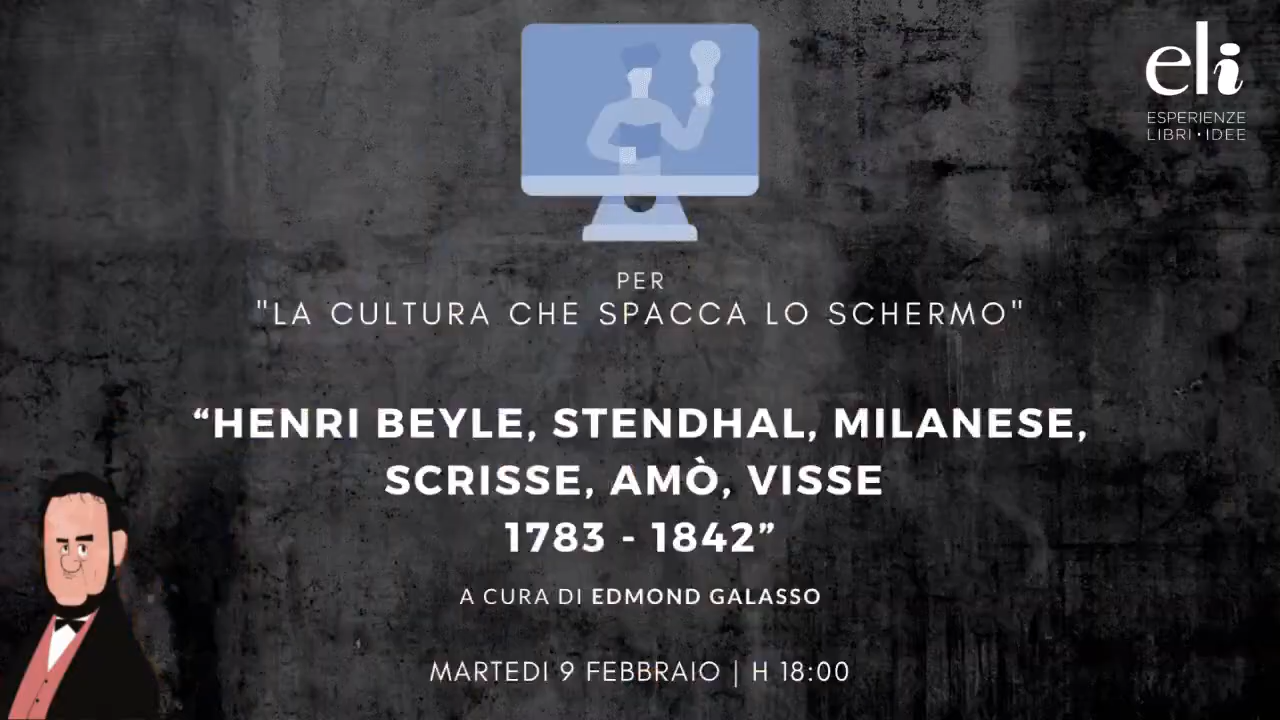 eli
ESPERIENZE
LIBRI · IDEE
PER
"LA CULTURA CHE SPACCA LO SCHERMO"
“HENRI BEYLE, STENDHAL, MILANESE,
SCRISSE, AMÒ, VISSE
1783 - 1842”
A CURA DI EDMOND GALASSO
MARTEDI 9 FEBBRAIO | H 18:00